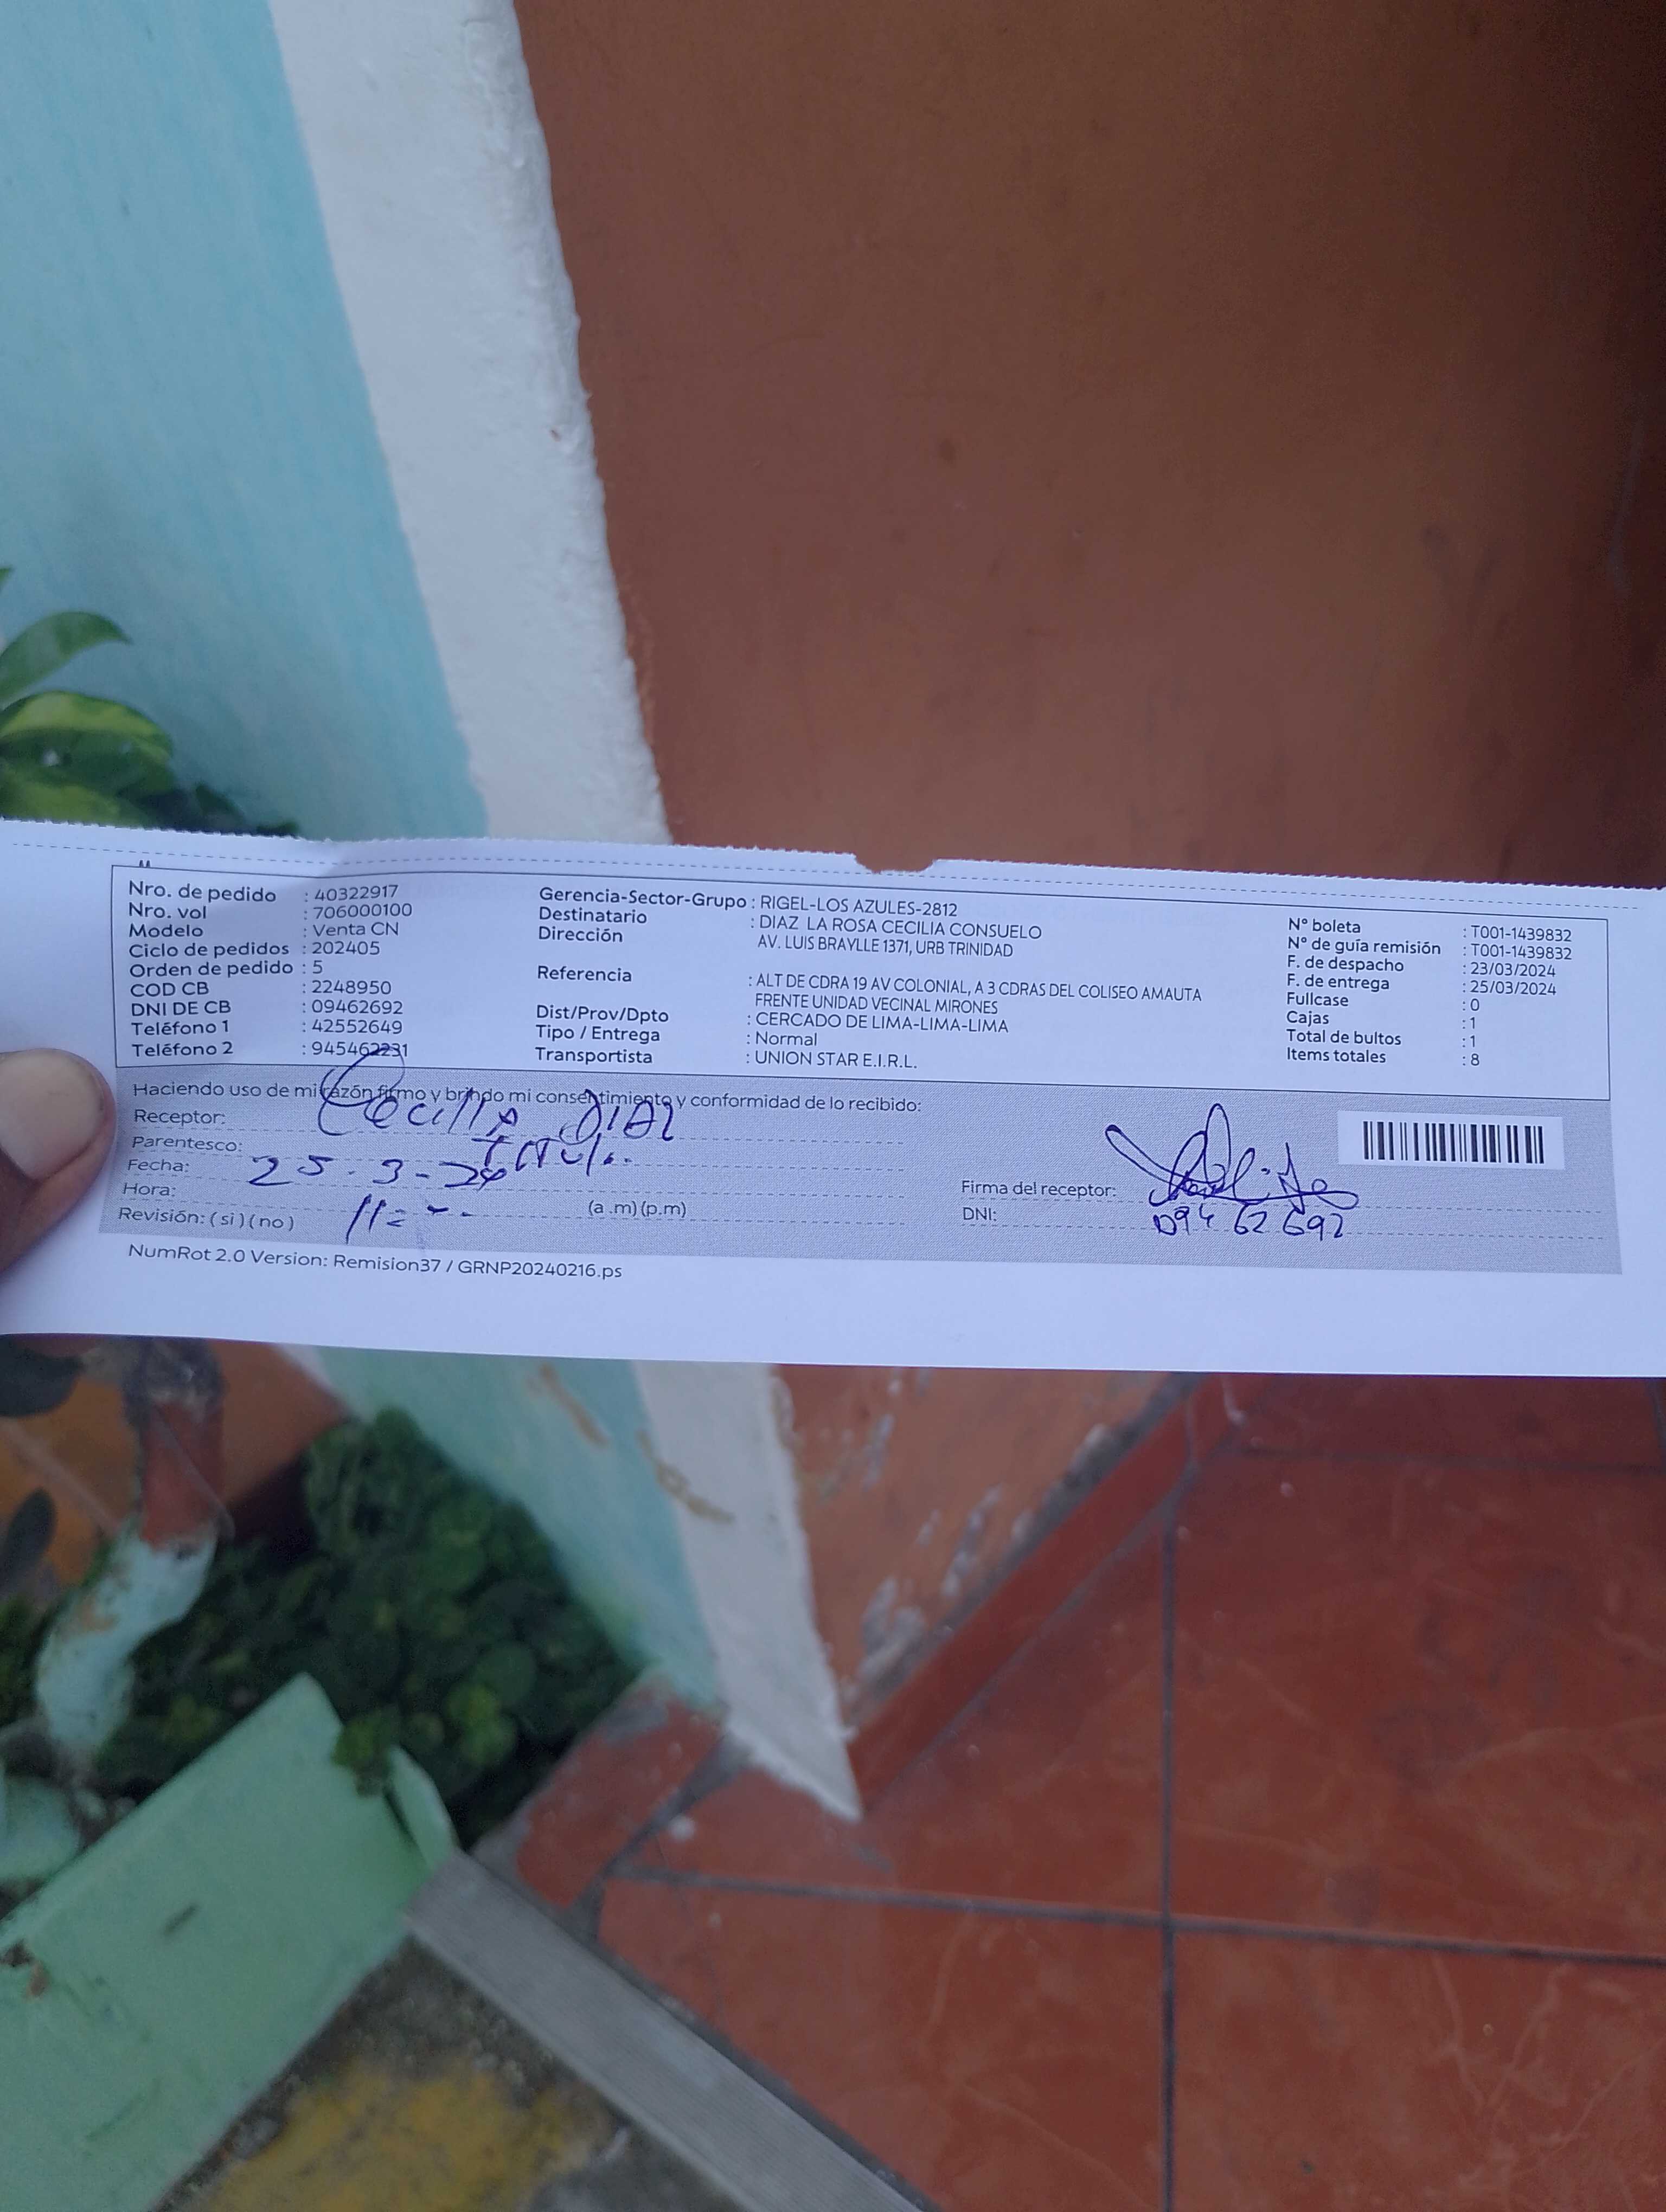 Nro. de pedido : 40322917
Nro. vol : 706000100
Modelo : Venta CN
Ciclo de pedidos : 202405
Orden de pedido : 5
COD CB : 2248950
DNI DE CB : 09462692
Teléfono 1 : 42552649
Teléfono 2 : 945462231
Gerencia-Sector-Grupo : RIGEL-LOS AZULES-2812
Destinatario : DIAZ LA ROSA CECILIA CONSUELO
Dirección AV. LUIS BRAYLLE 1371, URB TRINIDAD
Referencia : ALT DE CDRA 19 AV COLONIAL, A 3 CDRAS DEL COLISEO AMAUTA
FRENTE UNIDAD VECINAL MIRONES
Dist/Prov/Dpto : CERCADO DE LIMA-LIMA-LIMA
Tipo / Entrega : Normal
Transportista : UNION STAR E.I.R.L.
N° boleta : T001-1439832
N° de guía remisión : T001-1439832
F. de despacho : 23/03/2024
F. de entrega : 25/03/2024
Fullcase : 0
Cajas : 1
Total de bultos : 1
Items totales : 8
Haciendo uso de mi razón firmo y brindo mi consentimiento y conformidad de lo recibido:
Receptor: Cecilia DIAZ
Parentesco:
Fecha: 25-3-24
Hora: (a.m) (p.m)
Revisión: (si) (no)
Firma del receptor:
DNI: 09462692
NumRot 2.0 Version: Remision37 / GRNP20240216.ps